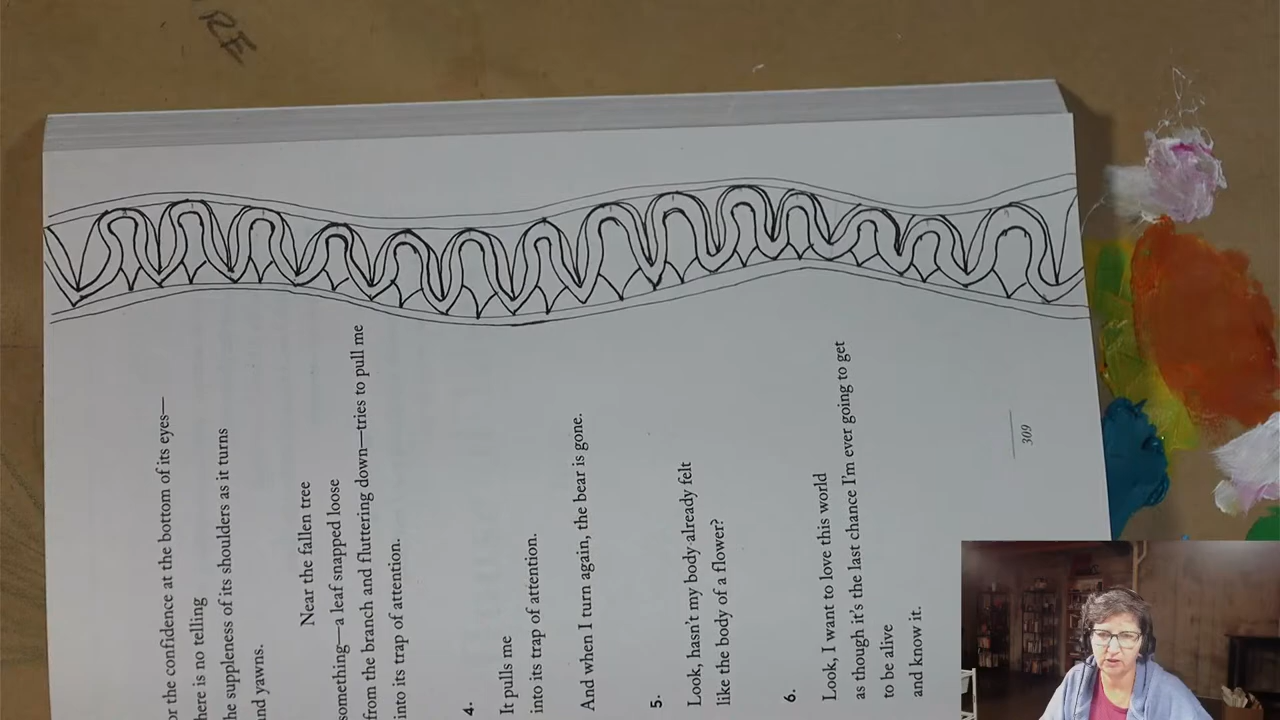 RE
or the confidence at the bottom of its eyes—
here is no telling
he suppleness of its shoulders as it turns
and yawns.
Near the fallen tree
something—a leaf snapped loose
from the branch and fluttering down—tries to pull me
into its trap of attention.
4.
It pulls me
into its trap of attention.
And when I turn again, the bear is gone.
5.
Look, hasn't my body already felt
like the body of a flower?
6.
Look, I want to love this world
as though it's the last chance I'm ever going to get
to be alive
and know it.
309